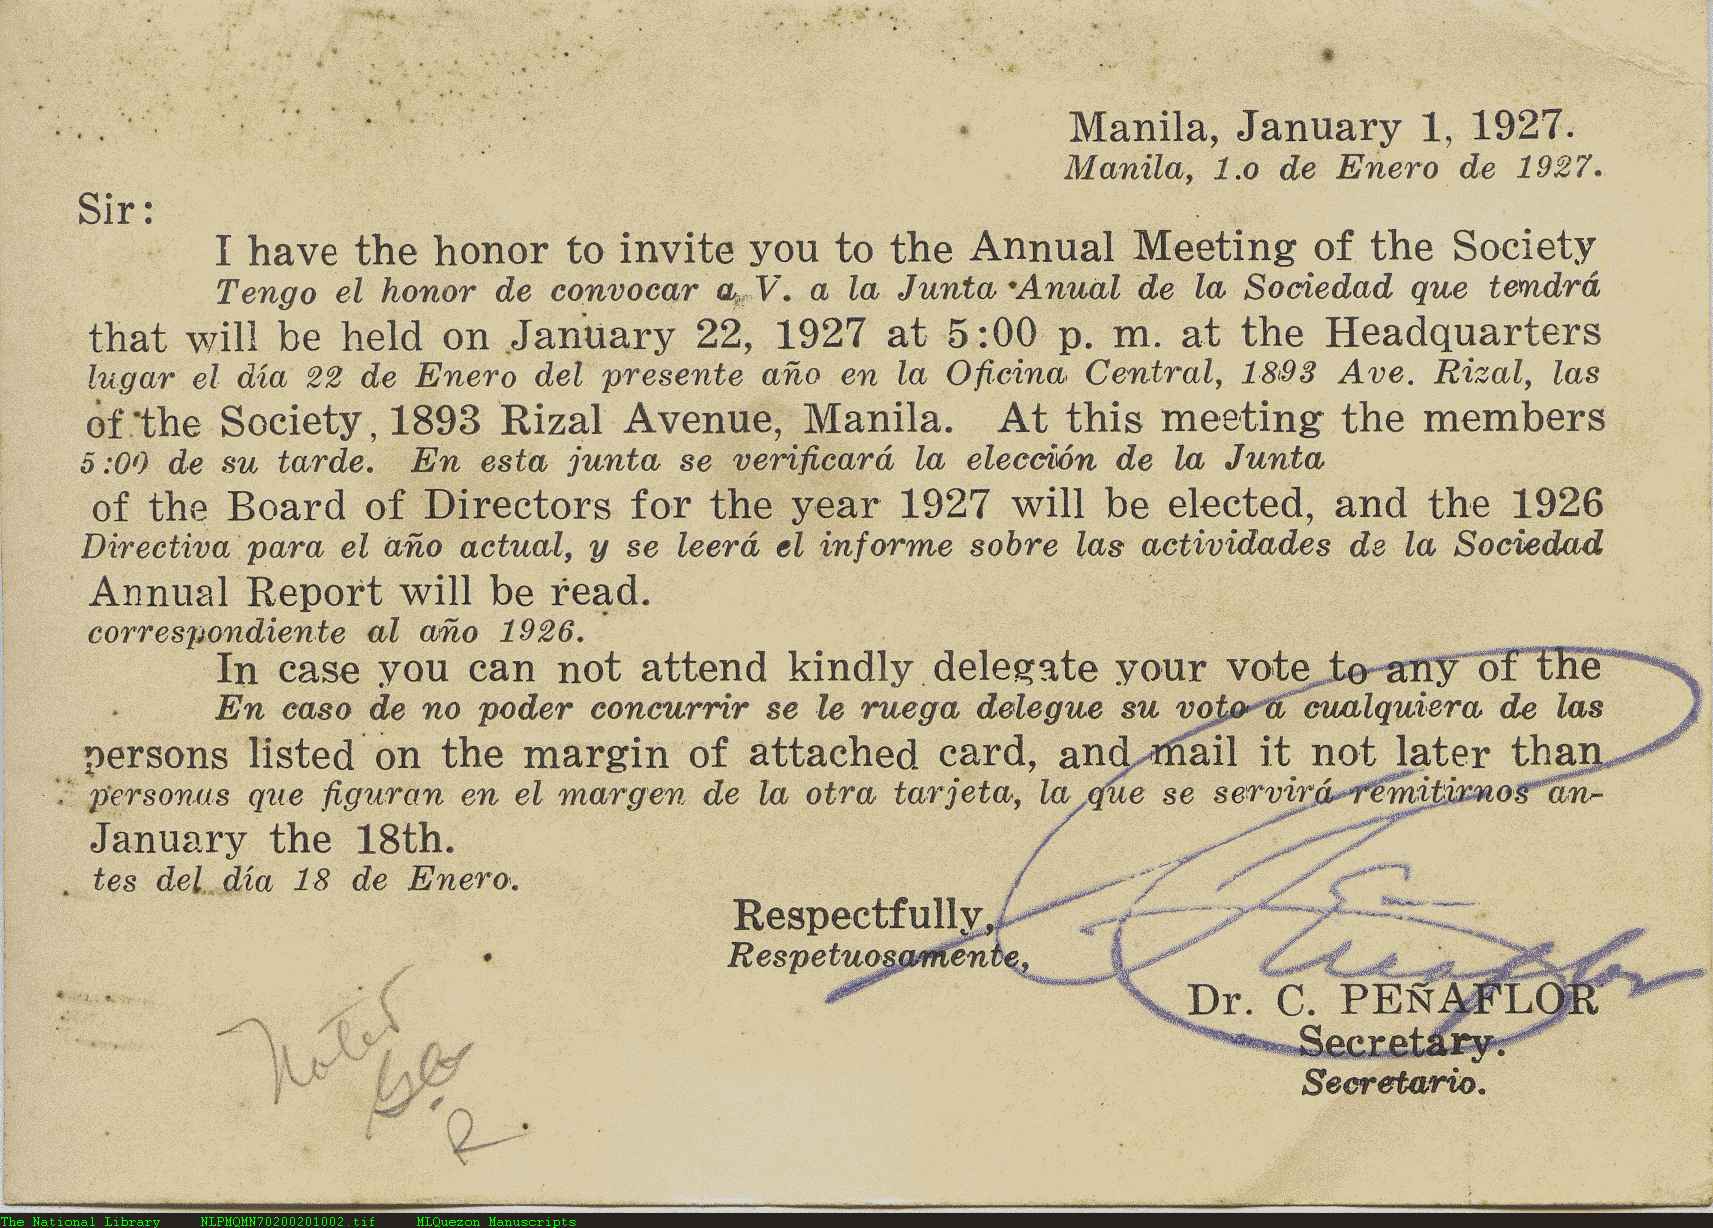 Manila, January 1, 1927.
Manila, 1.o de Enero de 1927.
Sir:
I have the honor to invite you to the Annual Meeting of the Society
Tengo el honor de convocar a V. a la Junta Anual de la Sociedad que tendrá
that will be held on January 22, 1927 at 5:00 p. m. at the Headquarters
lugar el día 22 de Enero del presente año en la Oficina Central, 1893 Ave. Rizal, las
of the Society, 1893 Rizal Avenue, Manila. At this meeting the members
5:00 de su tarde. En esta junta se verificará la elección de la Junta
of the Board of Directors for the year 1927 will be elected, and the 1926
Directiva para el año actual, y se leerá el informe sobre las actividades de la Sociedad
Annual Report will be read.
correspondiente al año 1926.
In case you can not attend kindly delegate your vote to any of the
En caso de no poder concurrir se le ruega delegue su voto a cualquiera de las
persons listed on the margin of attached card, and mail it not later than
personas que figuran en el margen de la otra tarjeta, la que se servirá remitirnos an-
January the 18th.
tes del día 18 de Enero.
Respectfully,
Respetuosamente,
Dr. C. PEÑAFLOR
Secretary.
Secretario.
Noted
R.
The National Library NLPMQMN70200201002.tif MLQuezon Manuscripts